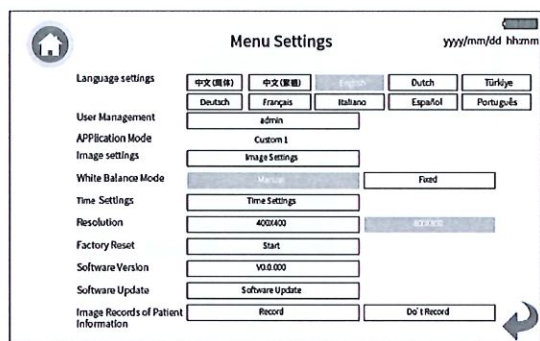 Menu Settings
yyyy/mm/dd hh:mm
Language settings 中文(简体) 中文(繁體) English Dutch Türkiye
Deutsch Français Italiano Español Português
User Management admin
APPlication Mode Custom 1
Image settings Image Settings
White Balance Mode Manual Fixed
Time Settings Time Settings
Resolution 400X400
Factory Reset Start
Software Version V0.0.000
Software Update Software Update
Image Records of Patient Record Do't Record
Information